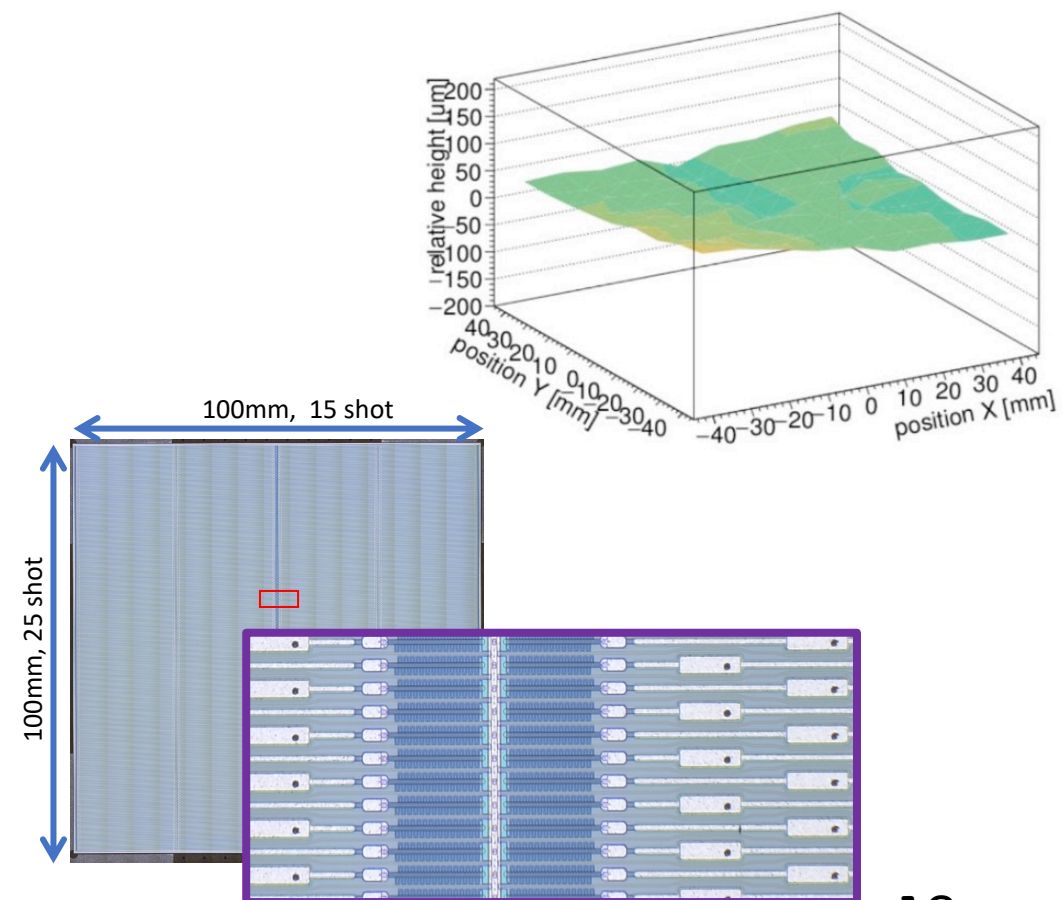 relative height [um]
200
150
100
50
0
−50
−100
−150
−200
40 30 20 10 0 −10 −20 −30 −40
position Y [mm]
−40 −30 −20 −10 0 10 20 30 40
position X [mm]
100mm, 15 shot
100mm, 25 shot